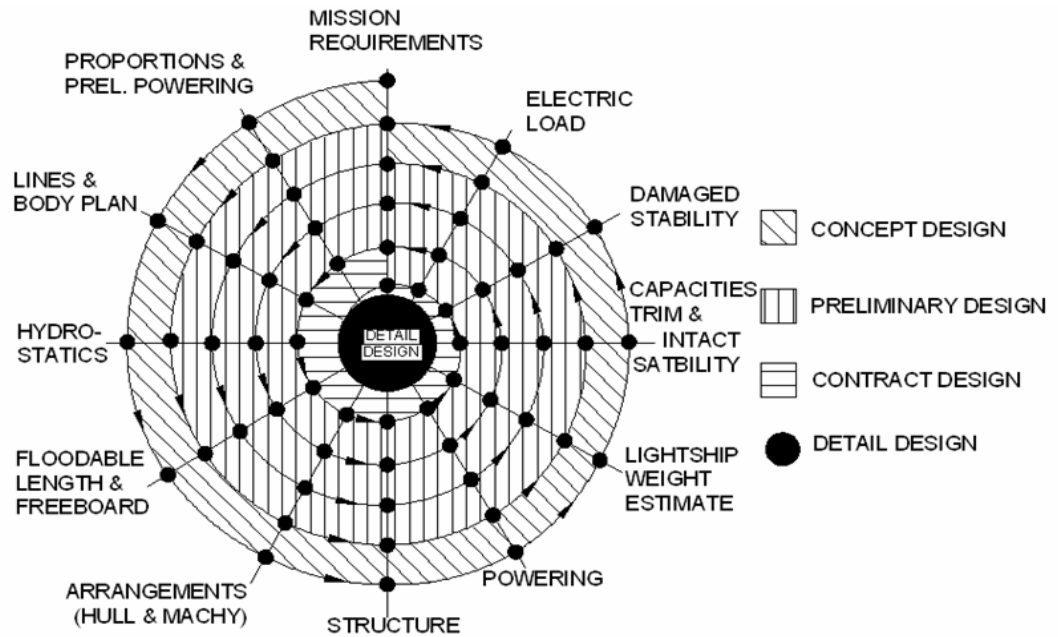 MISSION
REQUIREMENTS
PROPORTIONS &
PREL. POWERING
ELECTRIC
LOAD
LINES &
BODY PLAN
DAMAGED
STABILITY
CONCEPT DESIGN
CAPACITIES
TRIM &
INTACT
SATBILITY
PRELIMINARY DESIGN
HYDRO-
STATICS
DETAIL
DESIGN
CONTRACT DESIGN
DETAIL DESIGN
FLOODABLE
LENGTH &
FREEBOARD
LIGHTSHIP
WEIGHT
ESTIMATE
ARRANGEMENTS
(HULL & MACHY)
POWERING
STRUCTURE